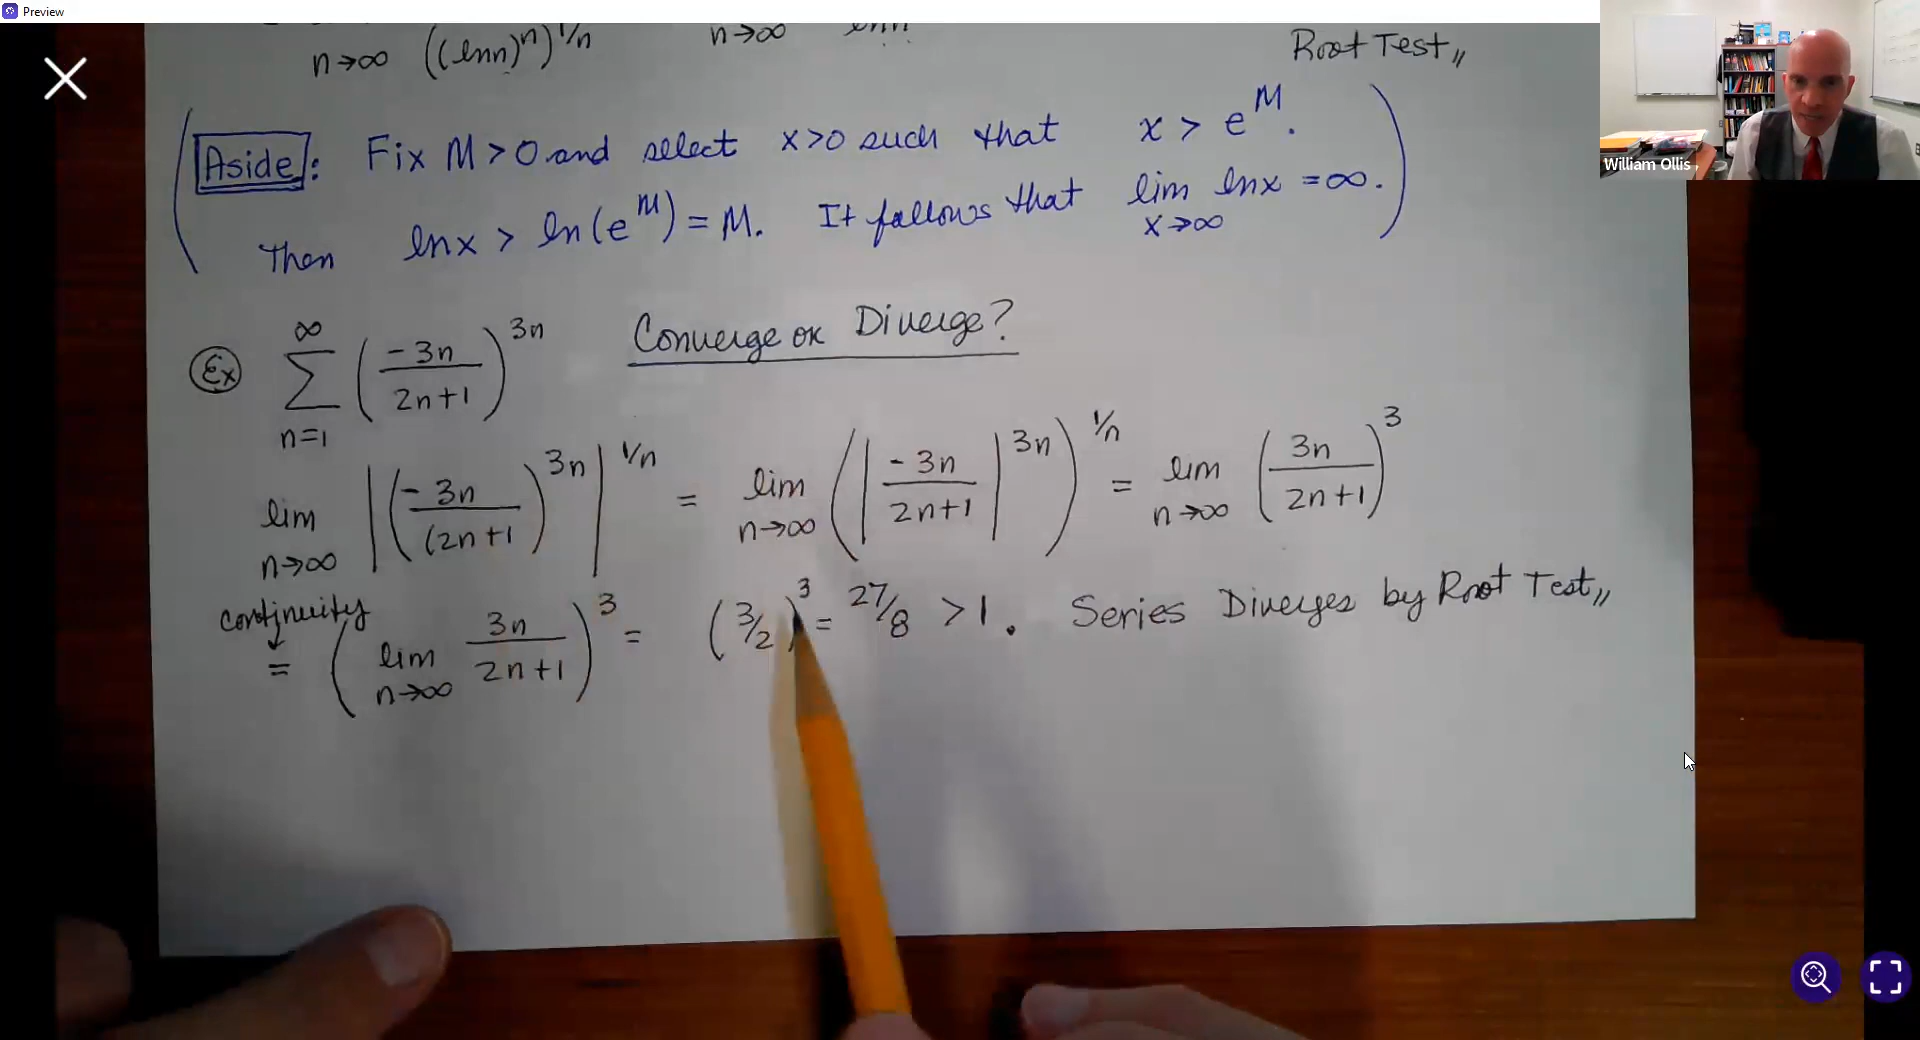 Preview
n→∞ ((lnn)^n)^1/n n→∞ lnn
Root Test,,
William Ollis
(Aside: Fix M>0 and select x>0 such that x > e^M.
Then lnx > ln(e^M) = M. It follows that lim x→∞ lnx = ∞.)
Ex ∞ Σ n=1 (-3n/2n+1)^3n Converge or Diverge?
lim n→∞ |(-3n/(2n+1)^3n|^1/n = lim n→∞ (|-3n/2n+1|^3n)^1/n = lim n→∞ (3n/2n+1)^3
continuity ↓
= (lim n→∞ 3n/2n+1)^3 = (3/2)^3 = 27/8 > 1. Series Diverges by Root Test,,